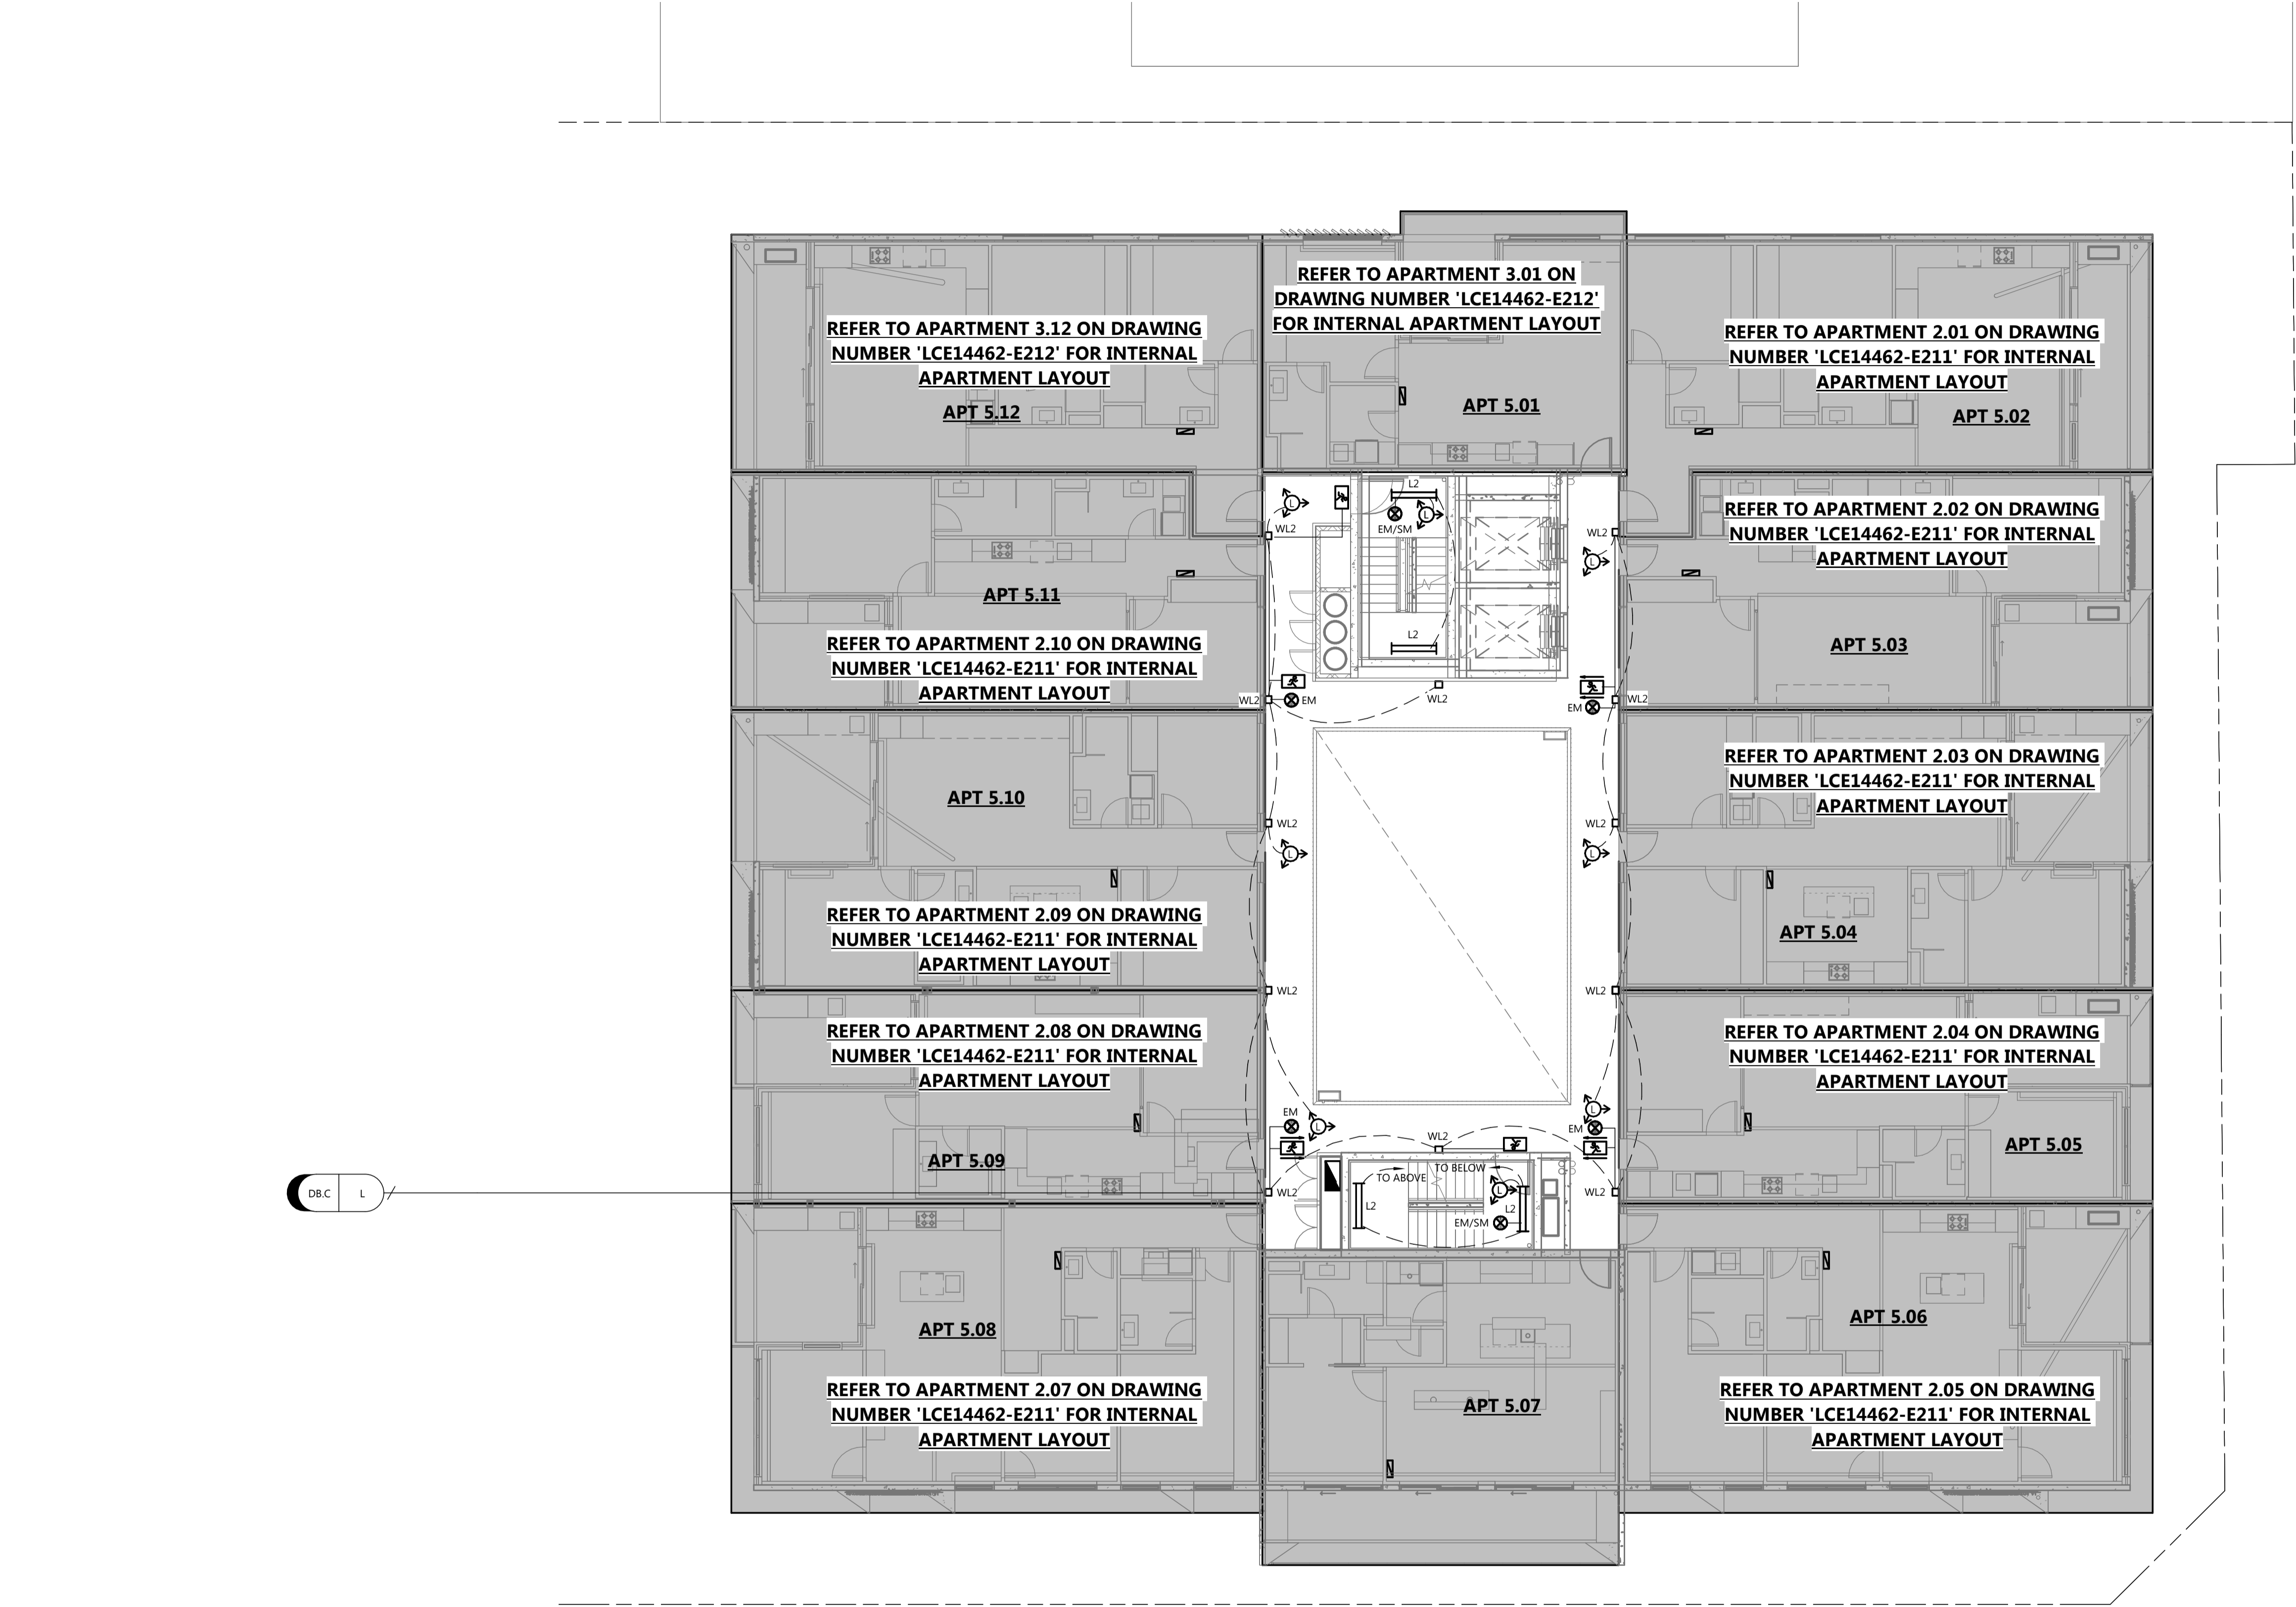 REFER TO APARTMENT 3.12 ON DRAWING
NUMBER 'LCE14462-E212' FOR INTERNAL
APARTMENT LAYOUT
APT 5.12
REFER TO APARTMENT 3.01 ON
DRAWING NUMBER 'LCE14462-E212'
FOR INTERNAL APARTMENT LAYOUT
APT 5.01
REFER TO APARTMENT 2.01 ON DRAWING
NUMBER 'LCE14462-E211' FOR INTERNAL
APARTMENT LAYOUT
APT 5.02
L
WL2
L2
EM/SM
L
L2
WL2
L
REFER TO APARTMENT 2.02 ON DRAWING
NUMBER 'LCE14462-E211' FOR INTERNAL
APARTMENT LAYOUT
APT 5.03
APT 5.11
REFER TO APARTMENT 2.10 ON DRAWING
NUMBER 'LCE14462-E211' FOR INTERNAL
APARTMENT LAYOUT
WL2
EM
WL2
EM
WL2
APT 5.10
REFER TO APARTMENT 2.09 ON DRAWING
NUMBER 'LCE14462-E211' FOR INTERNAL
APARTMENT LAYOUT
WL2
L
WL2
L
REFER TO APARTMENT 2.03 ON DRAWING
NUMBER 'LCE14462-E211' FOR INTERNAL
APARTMENT LAYOUT
APT 5.04
WL2
WL2
REFER TO APARTMENT 2.08 ON DRAWING
NUMBER 'LCE14462-E211' FOR INTERNAL
APARTMENT LAYOUT
APT 5.09
REFER TO APARTMENT 2.04 ON DRAWING
NUMBER 'LCE14462-E211' FOR INTERNAL
APARTMENT LAYOUT
APT 5.05
EM
L
WL2
L
EM
DB.C
L
WL2
TO ABOVE
TO BELOW
L2
L
L2
EM/SM
WL2
APT 5.08
REFER TO APARTMENT 2.07 ON DRAWING
NUMBER 'LCE14462-E211' FOR INTERNAL
APARTMENT LAYOUT
APT 5.07
APT 5.06
REFER TO APARTMENT 2.05 ON DRAWING
NUMBER 'LCE14462-E211' FOR INTERNAL
APARTMENT LAYOUT